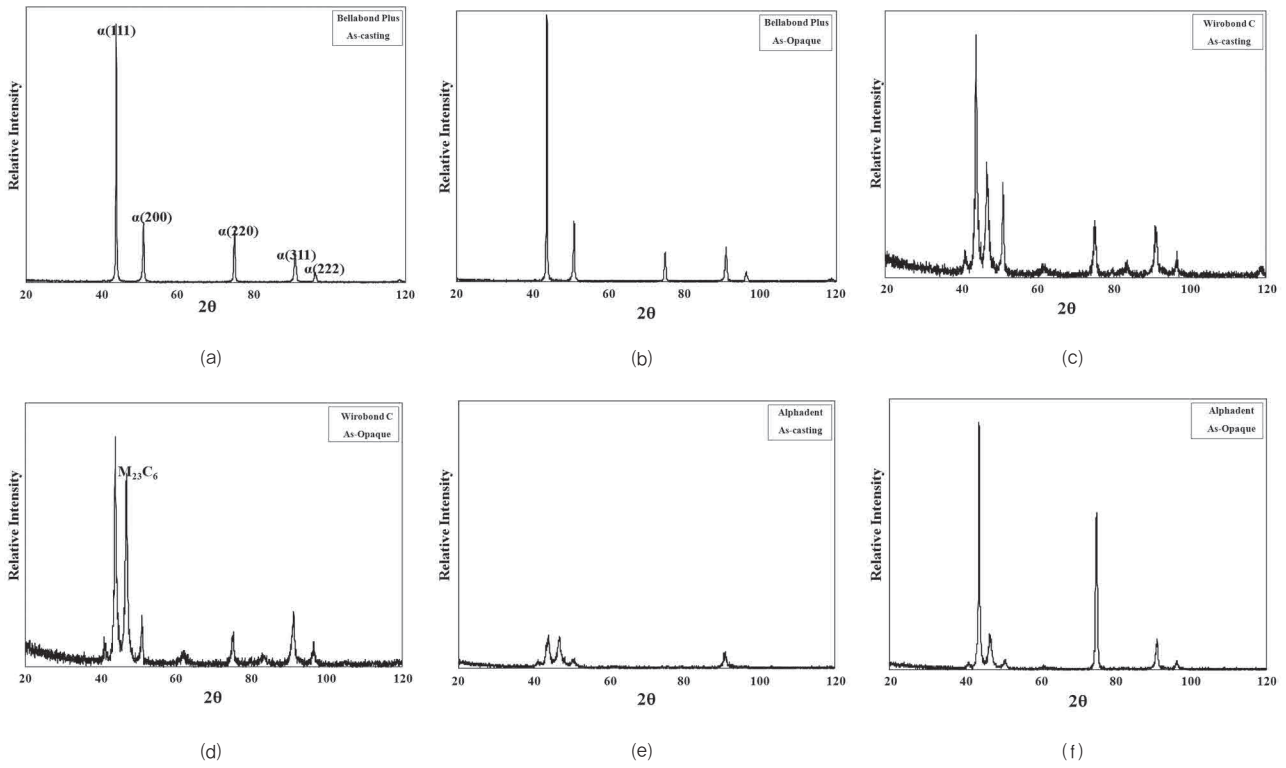 Bellabond Plus
As-casting
α(111)
α(200)
α(220)
α(311)
α(222)
Relative Intensity
20 40 60 80 120
2θ
(a)
Bellabond Plus
As-Opaque
Relative Intensity
20 40 60 80 100 120
2θ
(b)
Wirobond C
As-casting
Relative Intensity
20 40 60 80 100 120
2θ
(c)
Wirobond C
As-Opaque
M₂₃C₆
Relative Intensity
20 40 60 80 100 120
2θ
(d)
Alphadent
As-casting
Relative Intensity
20 40 60 80 100 120
2θ
(e)
Alphadent
As-Opaque
Relative Intensity
20 40 60 80 100 120
2θ
(f)